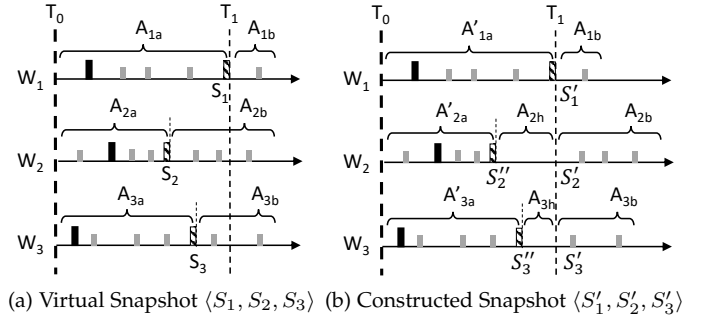 T0 T1 T0 T1
A1a A1b A′1a A1b
W1 W1
S1 S′1
A2a A2b A′2a A2h A2b
W2 W2
S2 S′′2 S′2
A3a A3b A′3a A3h A3b
W3 W3
S3 S′′3 S′3
(a) Virtual Snapshot ⟨S1, S2, S3⟩ (b) Constructed Snapshot ⟨S′1, S′2, S′3⟩